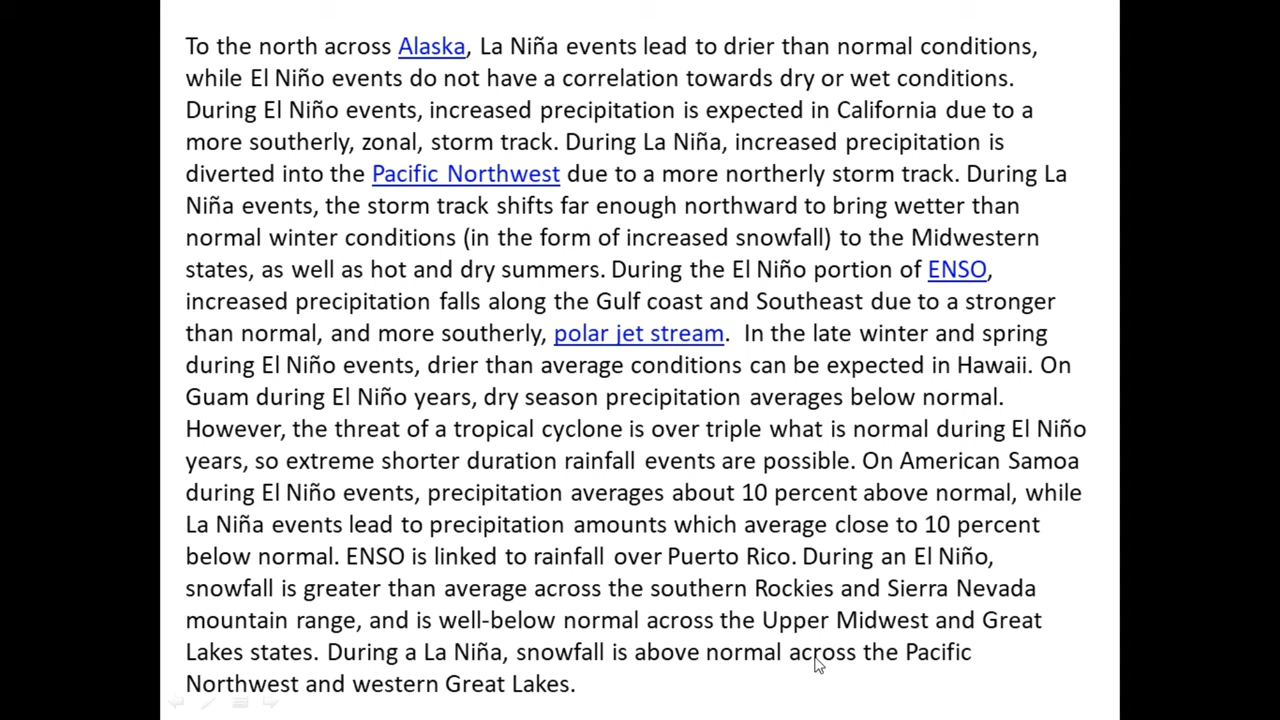 To the north across Alaska, La Niña events lead to drier than normal conditions,
while El Niño events do not have a correlation towards dry or wet conditions.
During El Niño events, increased precipitation is expected in California due to a
more southerly, zonal, storm track. During La Niña, increased precipitation is
diverted into the Pacific Northwest due to a more northerly storm track. During La
Niña events, the storm track shifts far enough northward to bring wetter than
normal winter conditions (in the form of increased snowfall) to the Midwestern
states, as well as hot and dry summers. During the El Niño portion of ENSO,
increased precipitation falls along the Gulf coast and Southeast due to a stronger
than normal, and more southerly, polar jet stream.  In the late winter and spring
during El Niño events, drier than average conditions can be expected in Hawaii. On
Guam during El Niño years, dry season precipitation averages below normal.
However, the threat of a tropical cyclone is over triple what is normal during El Niño
years, so extreme shorter duration rainfall events are possible. On American Samoa
during El Niño events, precipitation averages about 10 percent above normal, while
La Niña events lead to precipitation amounts which average close to 10 percent
below normal. ENSO is linked to rainfall over Puerto Rico. During an El Niño,
snowfall is greater than average across the southern Rockies and Sierra Nevada
mountain range, and is well-below normal across the Upper Midwest and Great
Lakes states. During a La Niña, snowfall is above normal across the Pacific
Northwest and western Great Lakes.